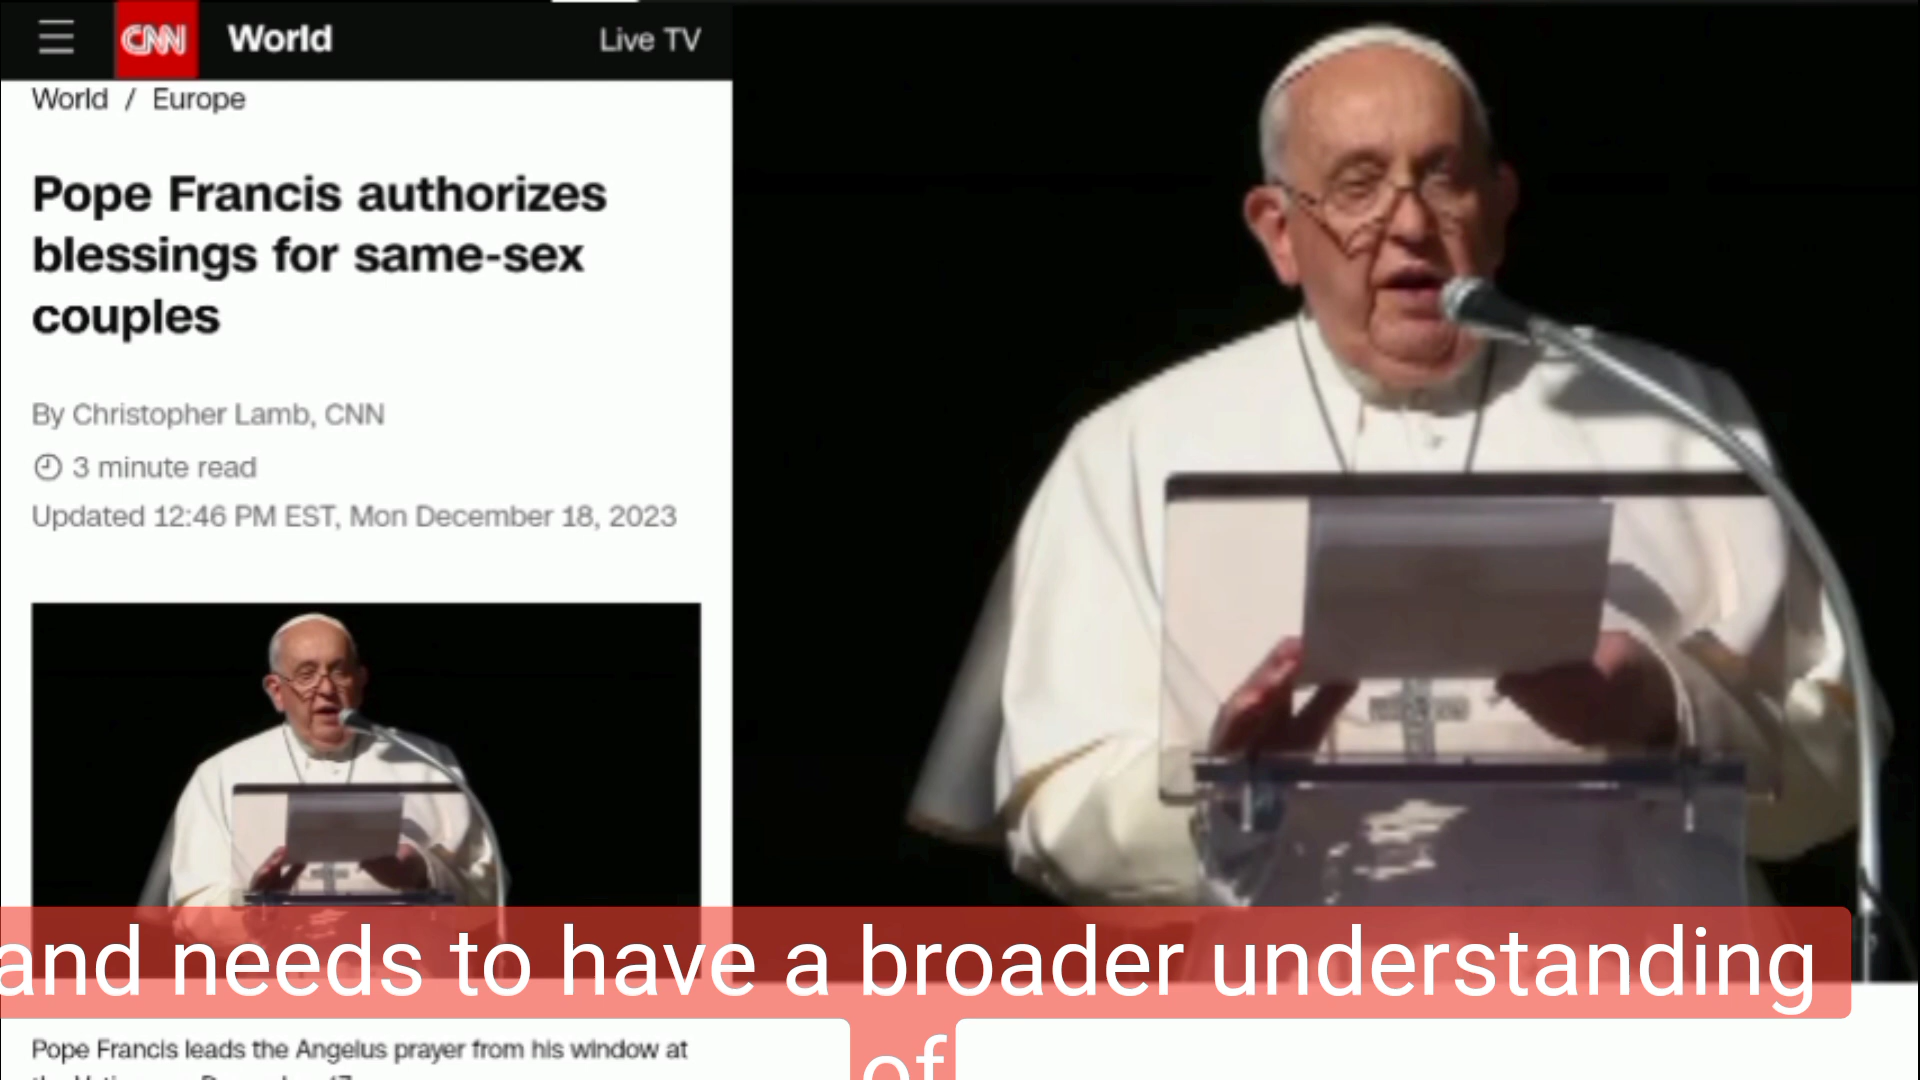 CNN World Live TV
World / Europe
Pope Francis authorizes
blessings for same-sex
couples
By Christopher Lamb, CNN
3 minute read
Updated 12:46 PM EST, Mon December 18, 2023
and needs to have a broader understanding
of
Pope Francis leads the Angelus prayer from his window at